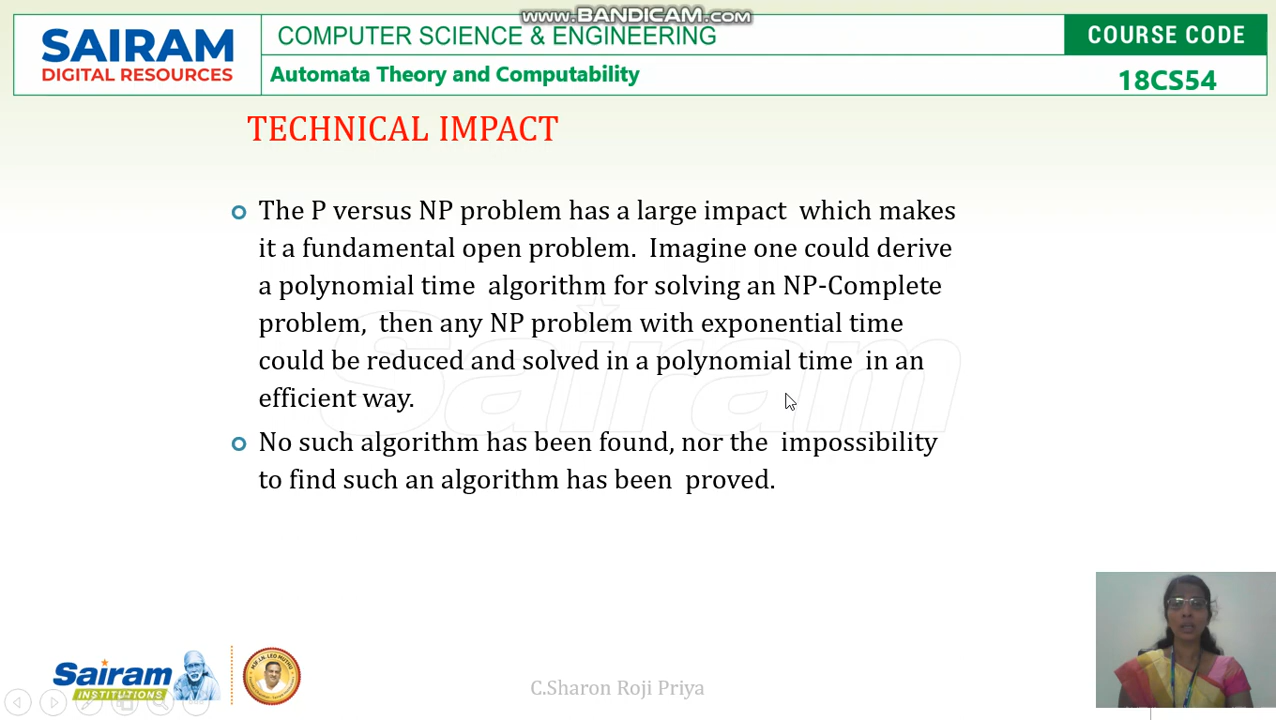 www.BANDICAM.com
SAIRAM
DIGITAL RESOURCES
COMPUTER SCIENCE & ENGINEERING
COURSE CODE
Automata Theory and Computability
18CS54
TECHNICAL IMPACT
The P versus NP problem has a large impact which makes
it a fundamental open problem. Imagine one could derive
a polynomial time algorithm for solving an NP-Complete
problem, then any NP problem with exponential time
could be reduced and solved in a polynomial time in an
efficient way.
No such algorithm has been found, nor the impossibility
to find such an algorithm has been proved.
Sairam
Sairam
INSTITUTIONS
C.Sharon Roji Priya